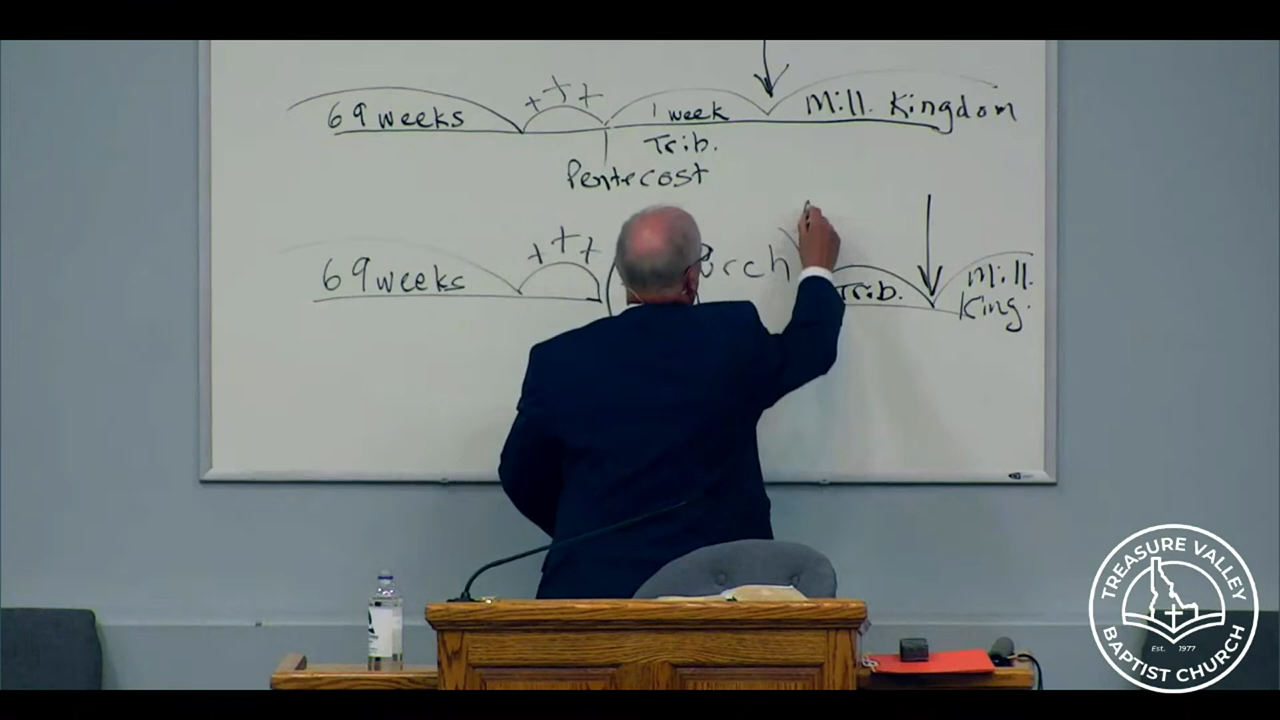 69 weeks
1 week
Mill. Kingdom
Trib.
Pentecost
69 weeks
Trib.
Mill.
King.
TREASURE VALLEY
Est. 1977
BAPTIST CHURCH